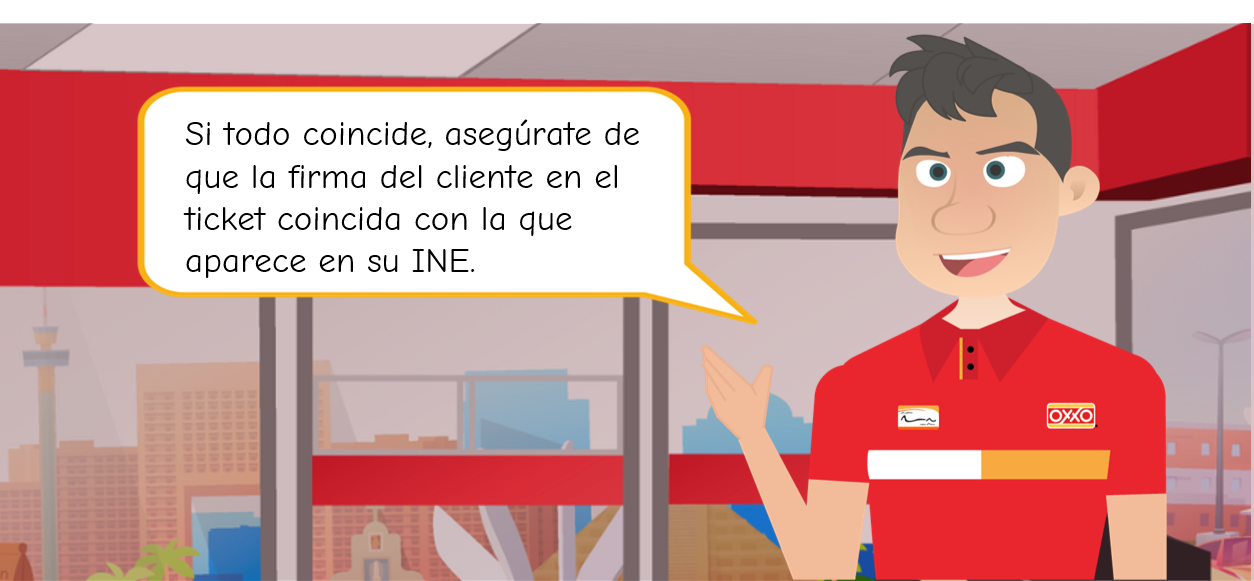 Si todo coincide, asegúrate de
que la firma del cliente en el
ticket coincida con la que
aparece en su INE.
OXXO